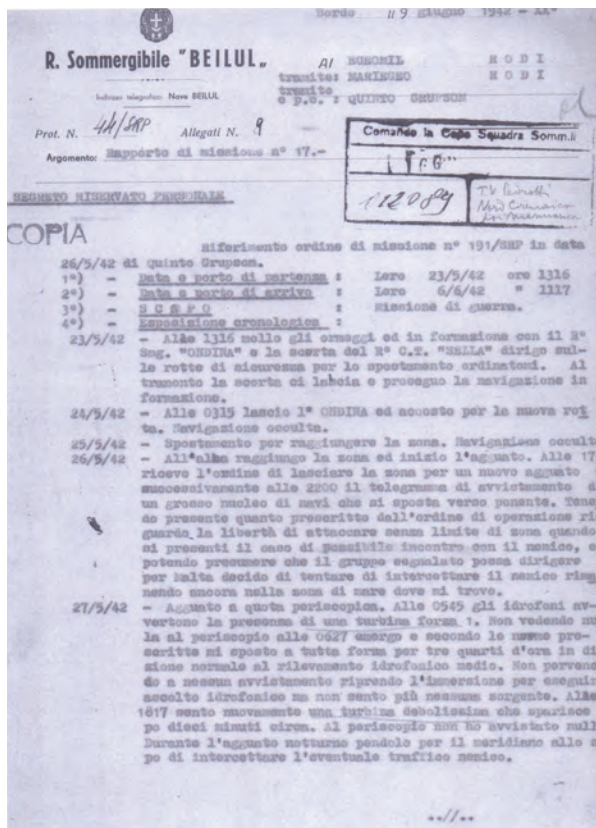 Bordo 9 giugno 1942 - XX°
R. Sommergibile "BEILUL"
Al EGEOMIL RODI
tramite: MARIEGEO RODI
tramite
e p.c. : QUINTO GRUPSOM
Indirizzo telegrafico: Nave BEILUL
Prot. N. 44/SRP Allegati N. 9
Argomento: Rapporto di missione n° 17.-
Comando in Capo Squadra Somm.li
112089
SEGRETO RISERVATO PERSONALE
COPIA
Riferimento ordine di missione n° 191/SRP in data
26/5/42 di quinto Grupsom.
1°) - Data e porto di partenza : Lero 23/5/42 ore 1316
2°) - Data e porto di arrivo : Lero 6/6/42 " 1117
3°) - S C O P O : Missione di guerra.
4°) - Esposizione cronologica :
23/5/42 - Alle 1316 mollo gli ormeggi ed in formazione con il R°
Smg. "ONDINA" e la scorta del R° C.T. "SELLA" dirigo sul-
le rotte di sicurezza per lo spostamento ordinatomi. Al
tramonto la scorta ci lascia e proseguo la navigazione in
formazione.
24/5/42 - Alle 0315 lascio l' ONDINA ed accosto per la nuova rot
ta. Navigazione occulta.
25/5/42 - Spostamento per raggiungere la zona. Navigazione occult
26/5/42 - All'alba raggiungo la zona ed inizio l'agguato. Alle 17
ricevo l'ordine di lasciare la zona per un nuovo agguato
successivamente alle 2200 il telegramma di avvistamento d
un grosso nucleo di navi che si sposta verso ponente. Tene
do presente quanto prescritto dall'ordine di operazione ri
guardo la libertà di attaccare senza limite di zona quando
si presenti il caso di possibile incontro con il nemico, e
potendo presumere che il gruppo segnalato possa dirigere
per Malta decido di tentare di intercettare il nemico rima
nendo ancora nella zona di mare dove mi trovo.
27/5/42 - Agguato a quota periscopica. Alle 0545 gli idrofoni av-
vertono la presenza di una turbina forza 1. Non vedendo nu
la al periscopio alle 0627 emergo e secondo le norme pre-
scritte mi sposto a tutta forza per tre quarti d'ora in di
zione normale al rilevamento idrofonico medio. Non pervenen
do a nessun avvistamento riprendo l'immersione per eseguir
ascolto idrofonico ma non sento più nessuna sorgente. Alle
1817 sento nuovamente una turbina debolissima che sparisce
po dieci minuti circa. Al periscopio non ho avvistato null
Durante l'agguato notturno pendolo per il meridiano allo s
po di intercettare l'eventuale traffico nemico.
..//..